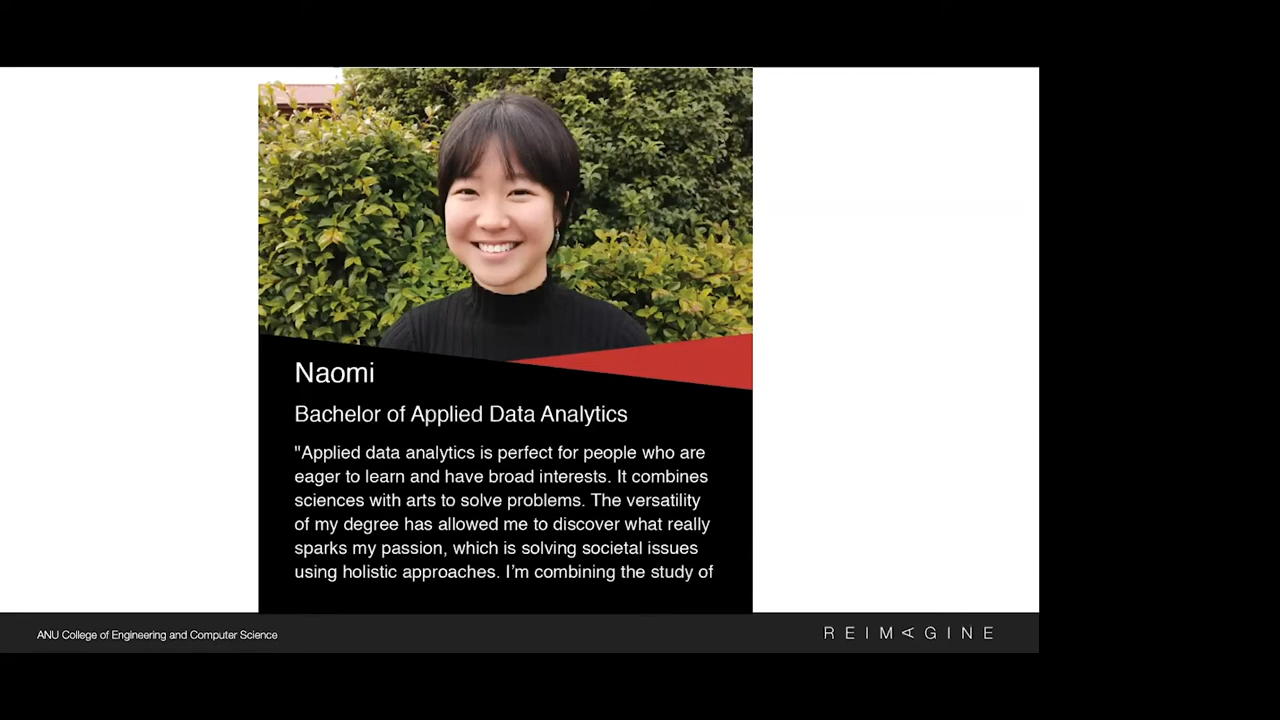 Naomi
Bachelor of Applied Data Analytics
"Applied data analytics is perfect for people who are
eager to learn and have broad interests. It combines
sciences with arts to solve problems. The versatility
of my degree has allowed me to discover what really
sparks my passion, which is solving societal issues
using holistic approaches. I’m combining the study of
ANU College of Engineering and Computer Science
REIMAGINE